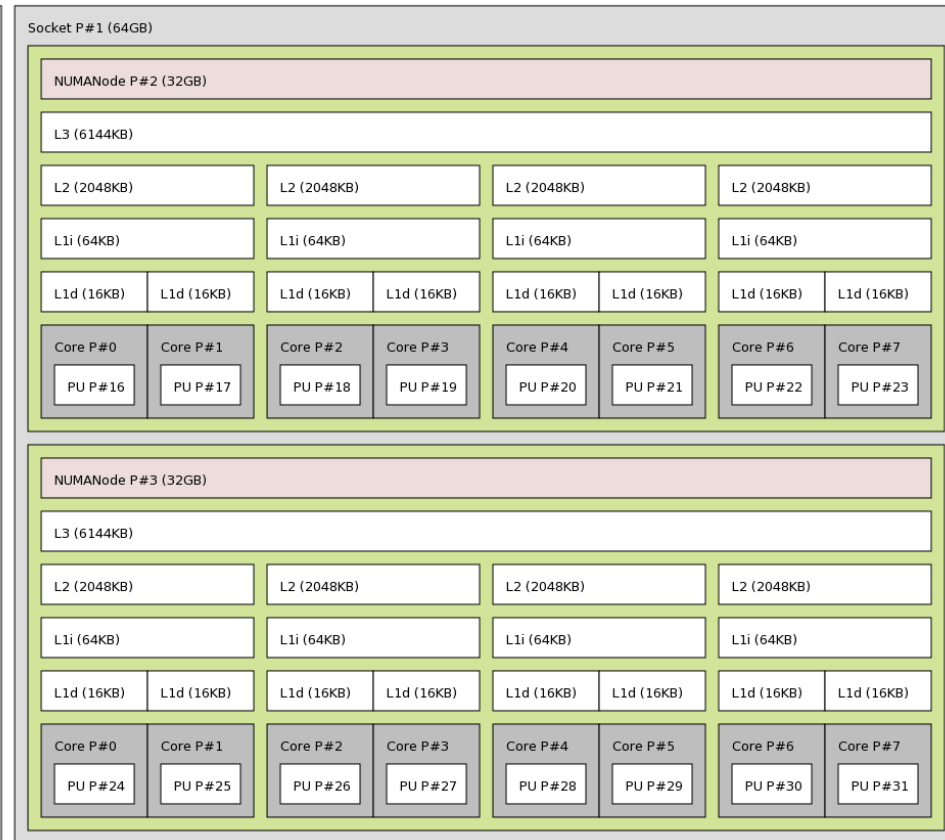 Socket P#1 (64GB)
NUMANode P#2 (32GB)
L3 (6144KB)
L2 (2048KB) L2 (2048KB) L2 (2048KB) L2 (2048KB)
L1i (64KB) L1i (64KB) L1i (64KB) L1i (64KB)
L1d (16KB) L1d (16KB) L1d (16KB) L1d (16KB) L1d (16KB) L1d (16KB) L1d (16KB) L1d (16KB)
Core P#0 Core P#1 Core P#2 Core P#3 Core P#4 Core P#5 Core P#6 Core P#7
PU P#16 PU P#17 PU P#18 PU P#19 PU P#20 PU P#21 PU P#22 PU P#23
NUMANode P#3 (32GB)
L3 (6144KB)
L2 (2048KB) L2 (2048KB) L2 (2048KB) L2 (2048KB)
L1i (64KB) L1i (64KB) L1i (64KB) L1i (64KB)
L1d (16KB) L1d (16KB) L1d (16KB) L1d (16KB) L1d (16KB) L1d (16KB) L1d (16KB) L1d (16KB)
Core P#0 Core P#1 Core P#2 Core P#3 Core P#4 Core P#5 Core P#6 Core P#7
PU P#24 PU P#25 PU P#26 PU P#27 PU P#28 PU P#29 PU P#30 PU P#31